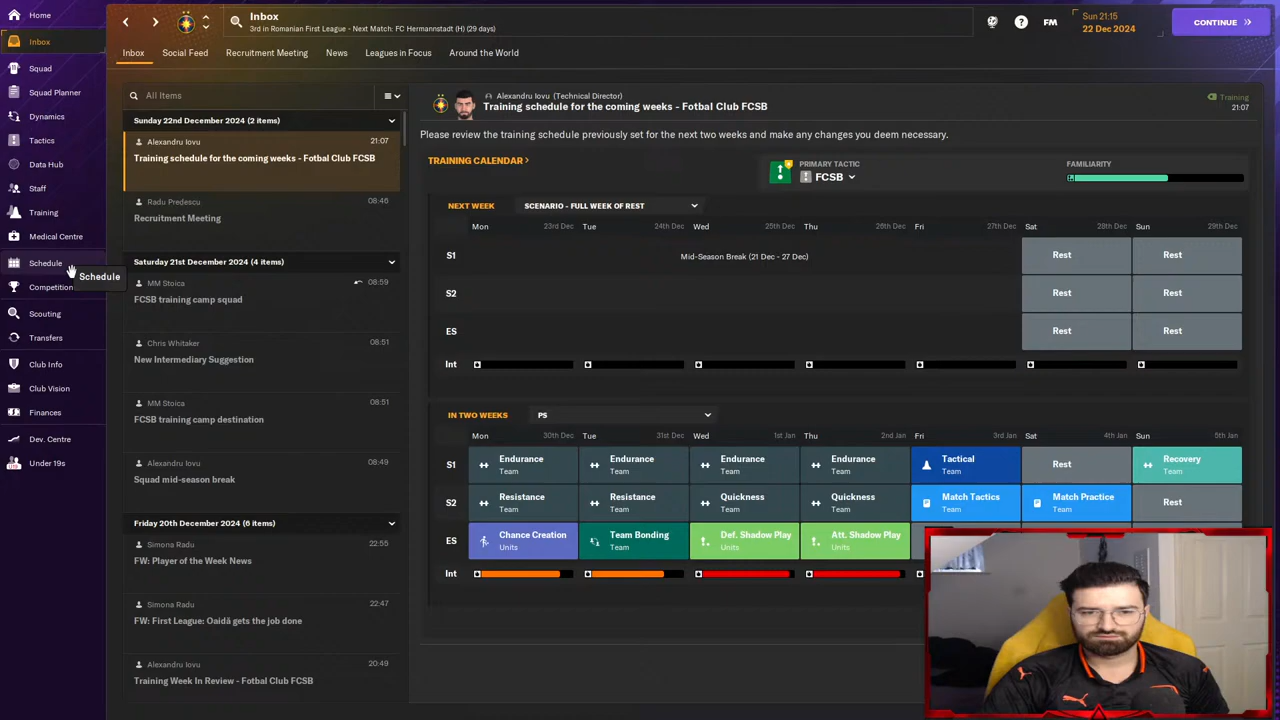 Home
Inbox
Squad
Squad Planner
Dynamics
Tactics
Data Hub
Staff
Training
Medical Centre
Schedule
Schedule
Competition
Scouting
Transfers
Club Info
Club Vision
Finances
Dev. Centre
Under 19s
Inbox
3rd in Romanian First League - Next Match: FC Hermannstadt (H) (29 days)
FM
Sun 21:15
22 Dec 2024
CONTINUE
Inbox Social Feed Recruitment Meeting News Leagues in Focus Around the World
All Items
Sunday 22nd December 2024 (2 items)
Alexandru Iovu 21:07
Training schedule for the coming weeks - Fotbal Club FCSB
Radu Predescu 08:46
Recruitment Meeting
Saturday 21st December 2024 (4 items)
MM Stoica 08:59
FCSB training camp squad
Chris Whitaker 08:51
New Intermediary Suggestion
MM Stoica 08:51
FCSB training camp destination
Alexandru Iovu 08:49
Squad mid-season break
Friday 20th December 2024 (6 items)
Simona Radu 22:55
FW: Player of the Week News
Simona Radu 22:47
FW: First League: Oaidă gets the job done
Alexandru Iovu 20:49
Training Week In Review - Fotbal Club FCSB
Alexandru Iovu (Technical Director)
Training schedule for the coming weeks - Fotbal Club FCSB
Training
21:07
Please review the training schedule previously set for the next two weeks and make any changes you deem necessary.
TRAINING CALENDAR
PRIMARY TACTIC
FCSB
FAMILIARITY
NEXT WEEK SCENARIO - FULL WEEK OF REST
Mon 23rd Dec Tue 24th Dec Wed 25th Dec Thu 26th Dec Fri 27th Dec Sat 28th Dec Sun 29th Dec
S1 Mid-Season Break (21 Dec - 27 Dec) Rest Rest
S2 Rest Rest
ES Rest Rest
Int
IN TWO WEEKS PS
Mon 30th Dec Tue 31st Dec Wed 1st Jan Thu 2nd Jan Fri 3rd Jan Sat 4th Jan Sun 5th Jan
S1 Endurance Endurance Endurance Endurance Tactical Rest Recovery
Team Team Team Team Team Team
S2 Resistance Resistance Quickness Quickness Match Tactics Match Practice Rest
Team Team Team Team Team Team
ES Chance Creation Team Bonding Def. Shadow Play Att. Shadow Play
Units Team Units Units
Int